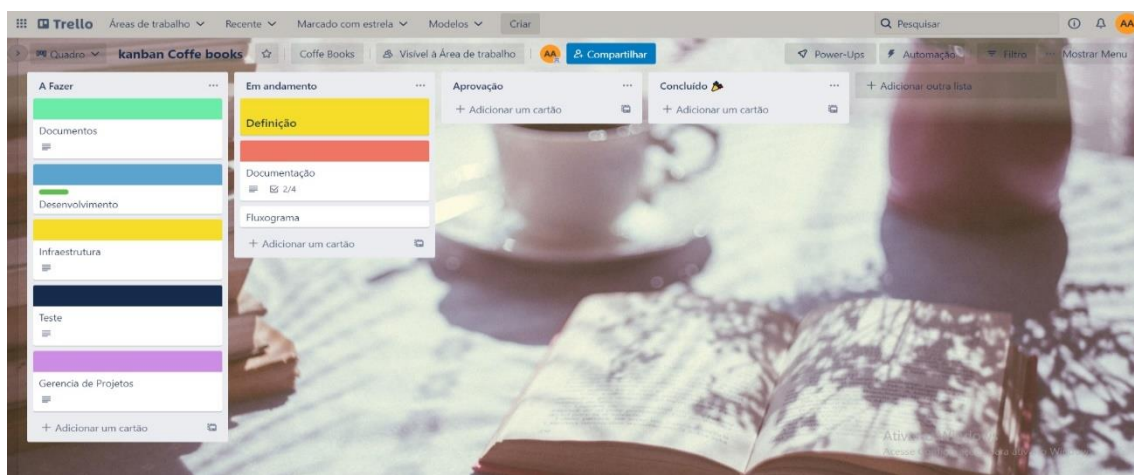 Trello Áreas de trabalho Recente Marcado com estrela Modelos Criar Pesquisar AA
Quadro kanban Coffe books Coffe Books Visível à Área de trabalho AA Compartilhar Power-Ups Automação Filtro Mostrar Menu
A Fazer
Documentos
Desenvolvimento
Infraestrutura
Teste
Gerencia de Projetos
+ Adicionar um cartão
Em andamento
Definição
Documentação
2/4
Fluxograma
+ Adicionar um cartão
Aprovação
+ Adicionar um cartão
Concluído
+ Adicionar um cartão
+ Adicionar outra lista